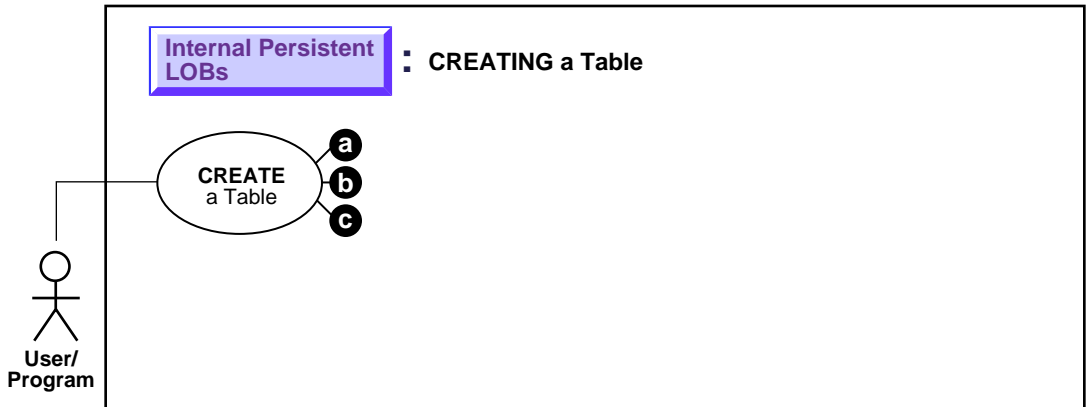 Internal Persistent
LOBs
: CREATING a Table
CREATE
a Table
a
b
c
User/
Program